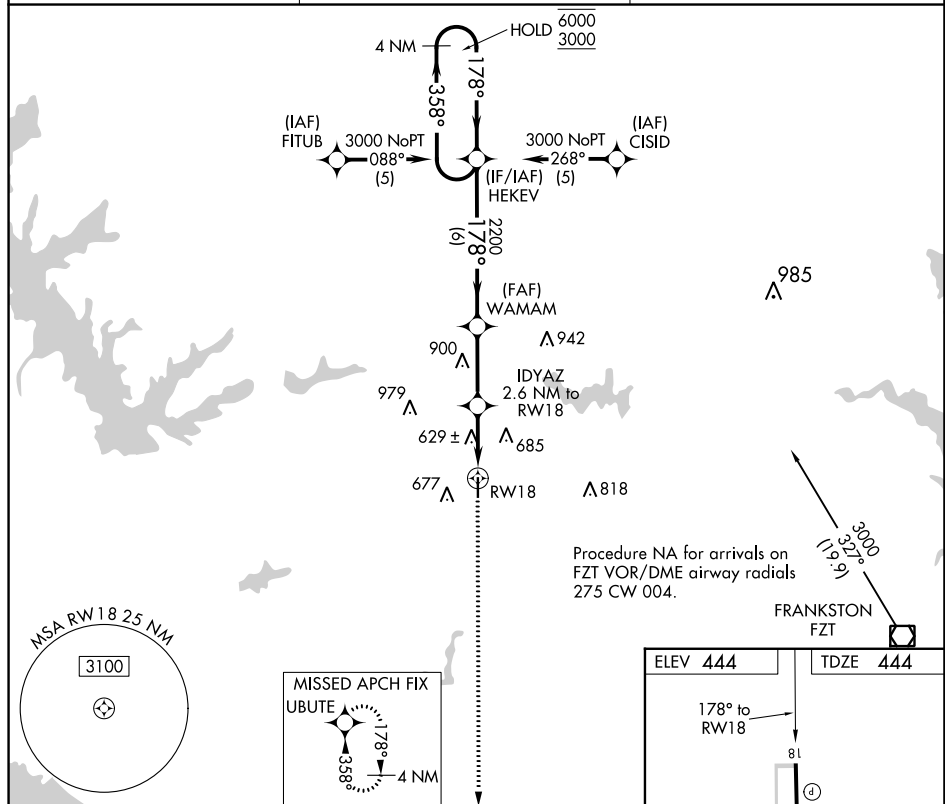 HOLD
6000
3000
4 NM
178°
358°
(IAF)
FITUB
3000 NoPT
088°
(5)
(IF/IAF)
HEKEV
3000 NoPT
268°
(5)
(IAF)
CISID
2200
178°
(6)
(FAF)
WAMAM
985
942
900
IDYAZ
2.6 NM to
RW18
979
629 ±
685
677
RW18
818
3000
327°
(19.9)
Procedure NA for arrivals on
FZT VOR/DME airway radials
275 CW 004.
FRANKSTON
FZT
MSA RW18 25 NM
3100
MISSED APCH FIX
UBUTE
178°
358°
4 NM
ELEV 444
TDZE 444
178° to
RW18
18
P